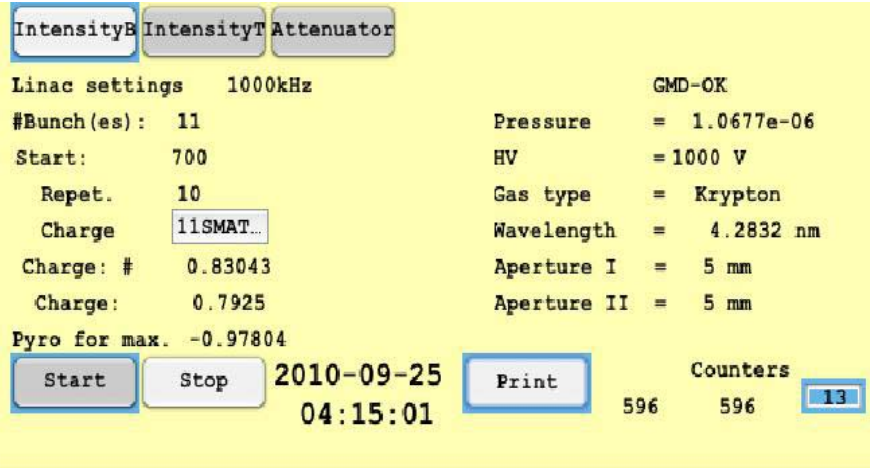 IntensityB IntensityT Attenuator
Linac settings 1000kHz GMD-OK
#Bunch(es): 11 Pressure = 1.0677e-06
Start: 700 HV = 1000 V
Repet. 10 Gas type = Krypton
Charge 11SMAT… Wavelength = 4.2832 nm
Charge: # 0.83043 Aperture I = 5 mm
Charge: 0.7925 Aperture II = 5 mm
Pyro for max. -0.97804
Start Stop 2010-09-25 Print Counters
04:15:01 596 596 13